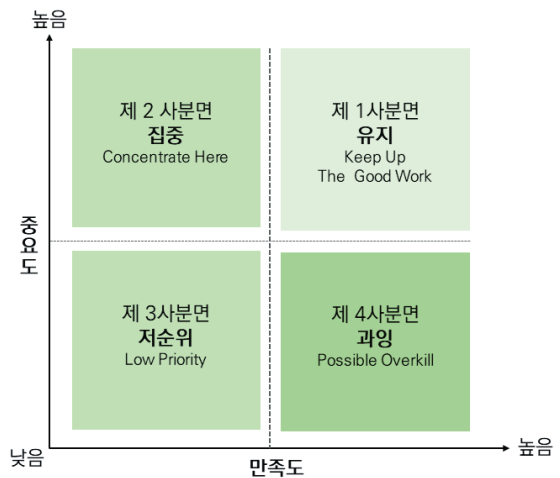 높음
제 2 사분면
집중
Concentrate Here
제 1사분면
유지
Keep Up
The Good Work
중요도
제 3사분면
저순위
Low Priority
제 4사분면
과잉
Possible Overkill
낮음
만족도
높음